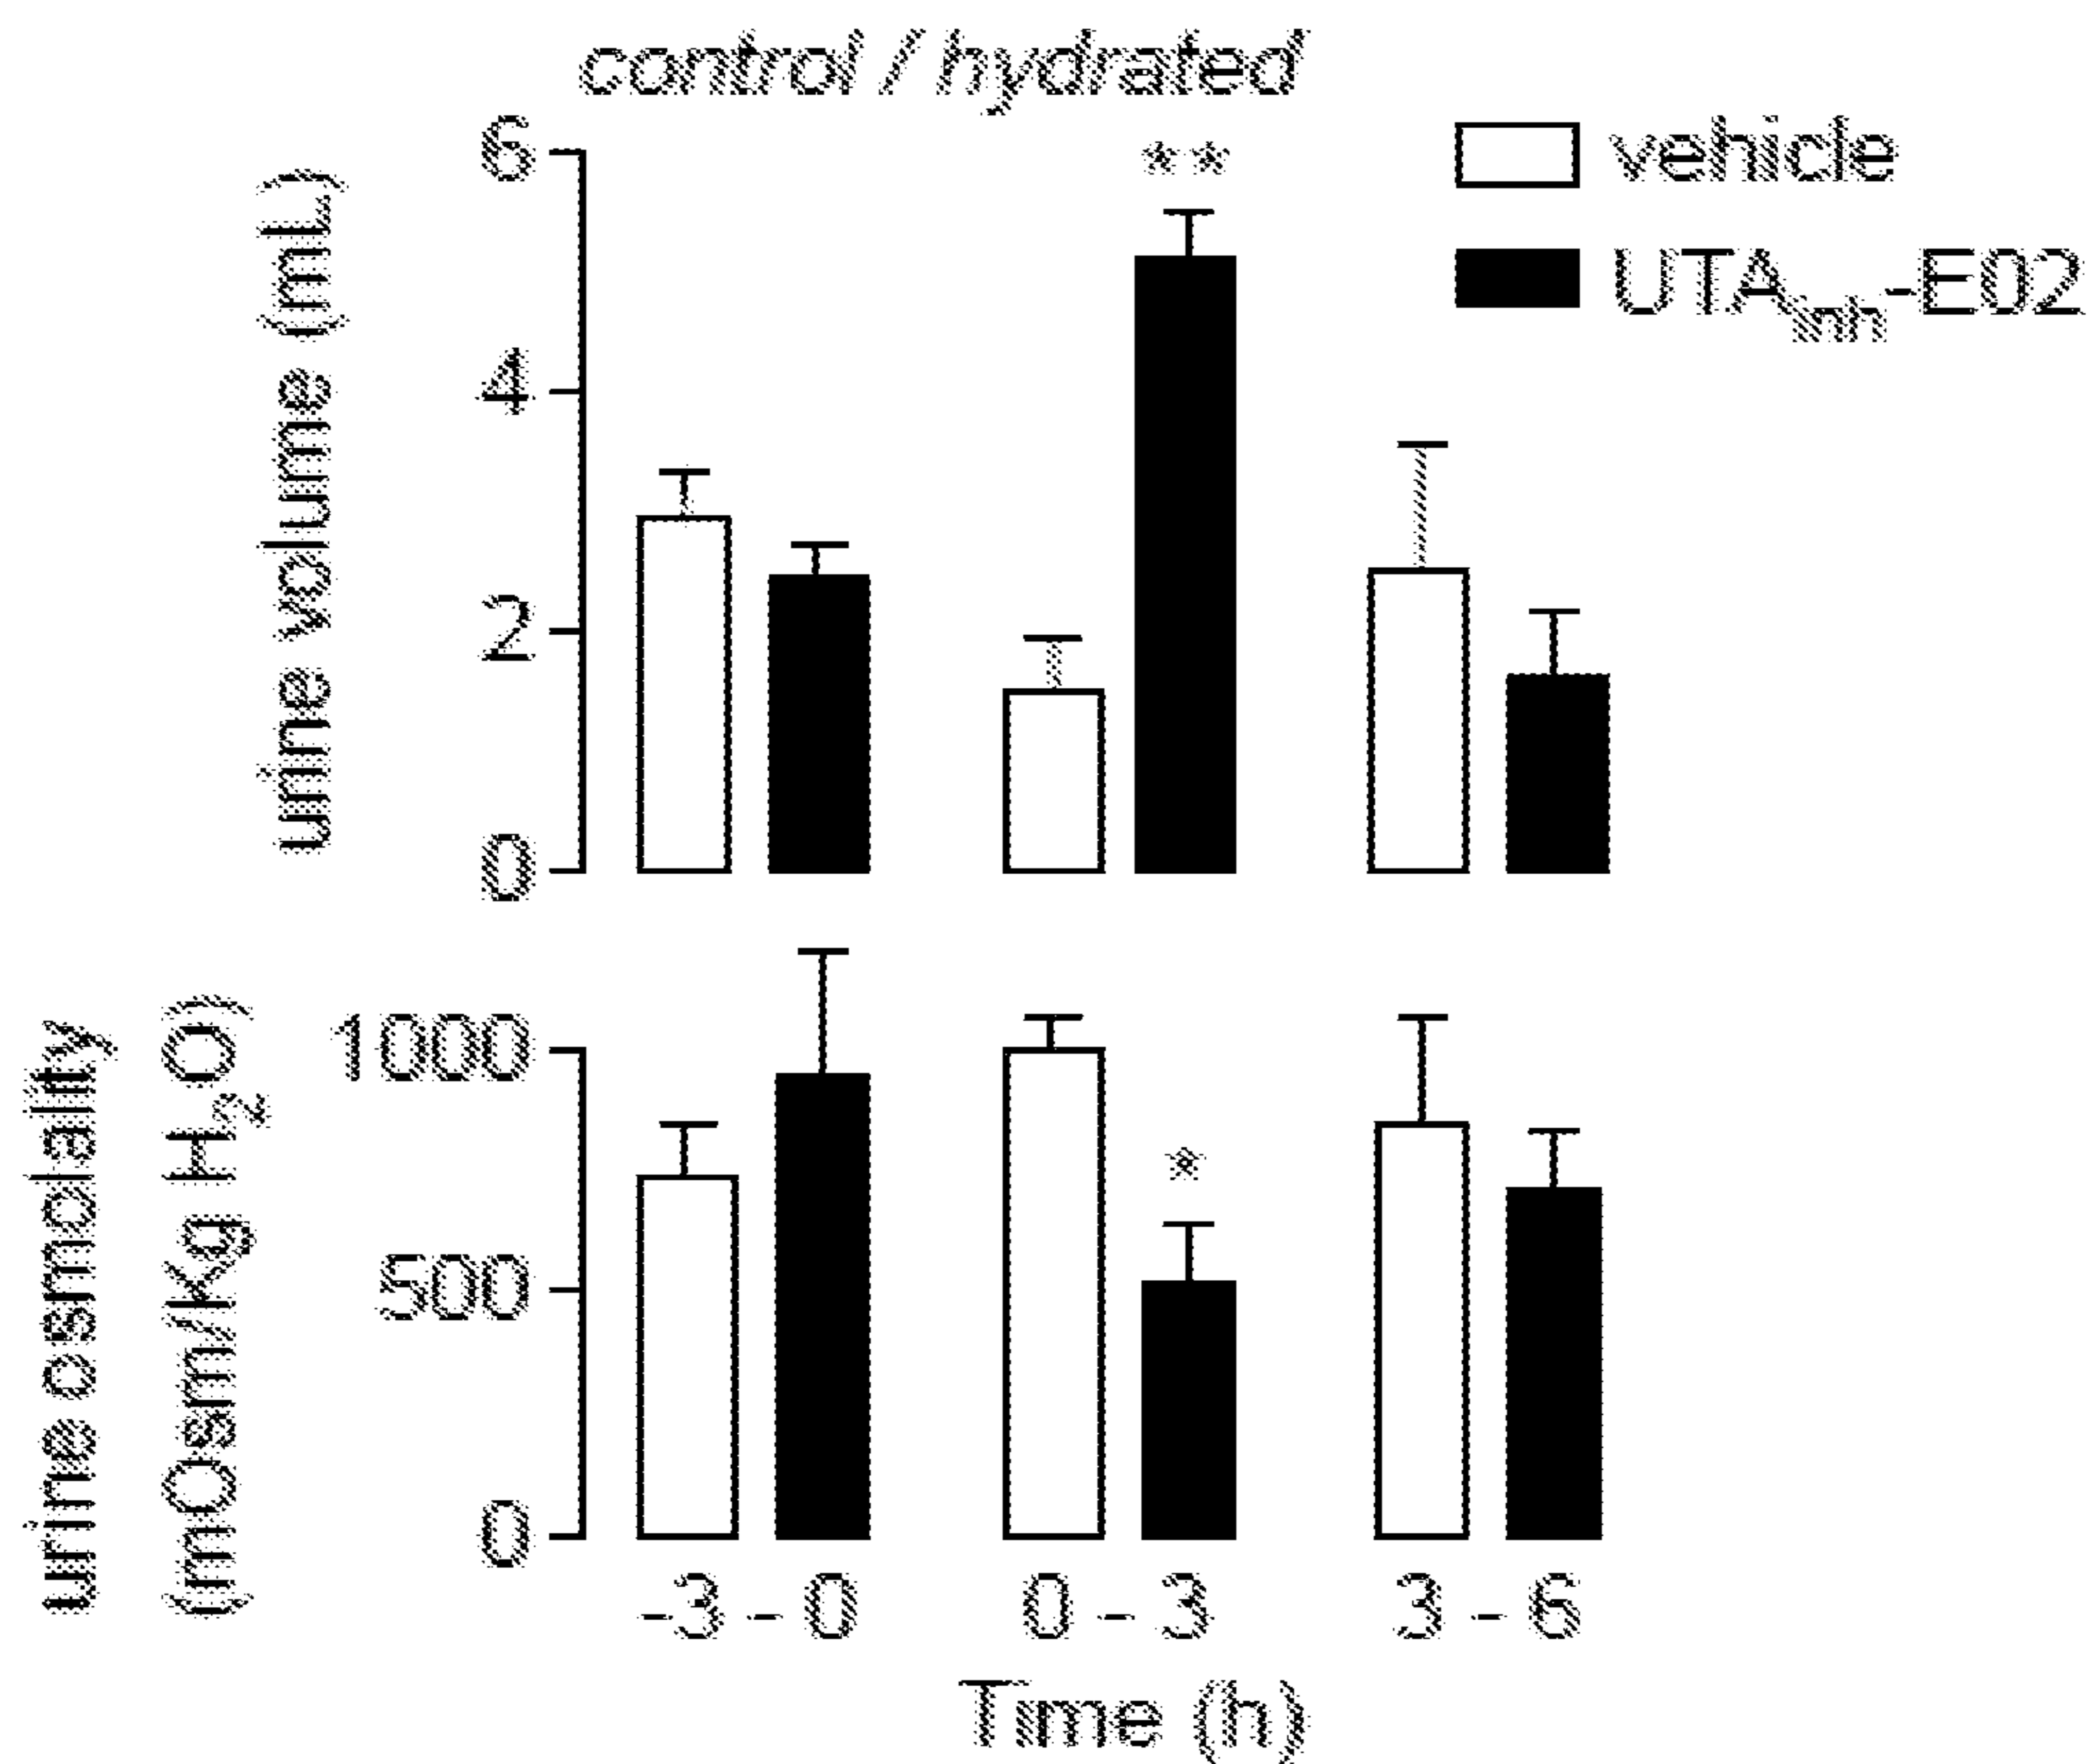 control / hydrated
vehicle
UTAinh-E02
urine volume (mL)
6
**
4
2
0
urine osmolality
(mOsm/Kg H2O)
1000
*
500
0
-3 - 0
0 - 3
3 - 6
Time (h)